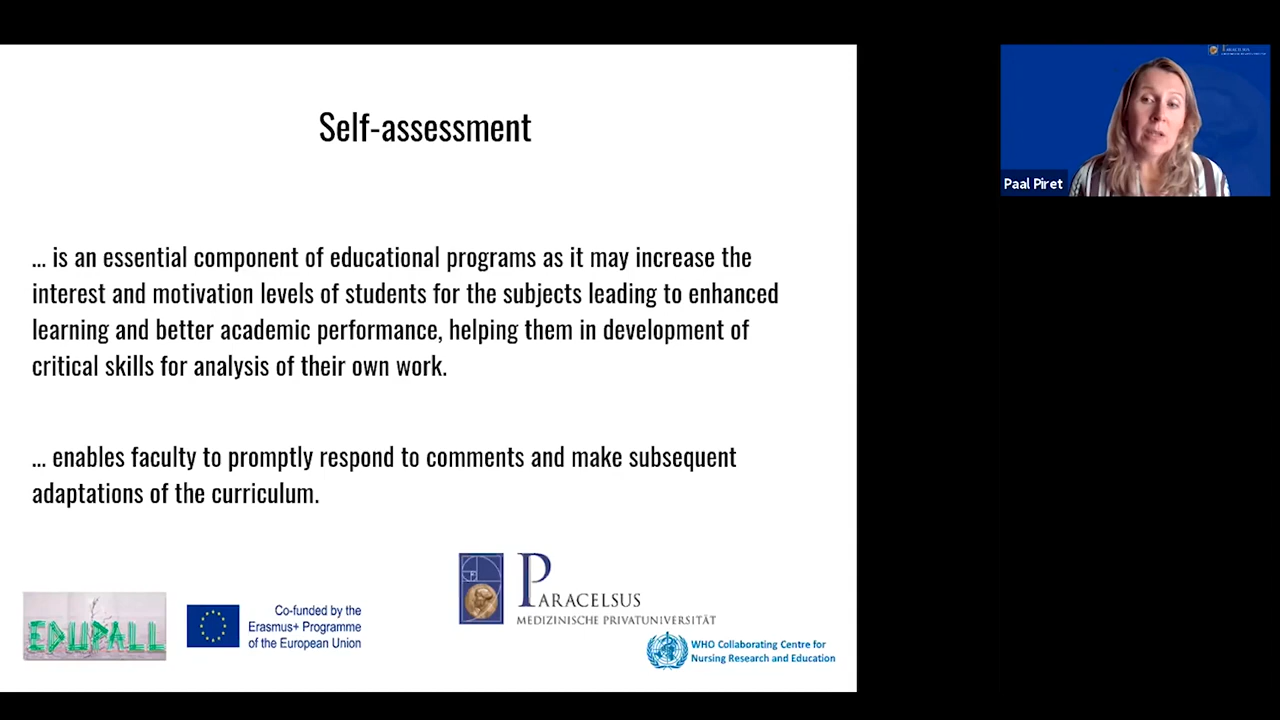 Self-assessment
... is an essential component of educational programs as it may increase the
interest and motivation levels of students for the subjects leading to enhanced
learning and better academic performance, helping them in development of
critical skills for analysis of their own work.
... enables faculty to promptly respond to comments and make subsequent
adaptations of the curriculum.
EDUPALL
Co-funded by the
Erasmus+ Programme
of the European Union
PARACELSUS
MEDIZINISCHE PRIVATUNIVERSITÄT
WHO Collaborating Centre for
Nursing Research and Education
Paal Piret